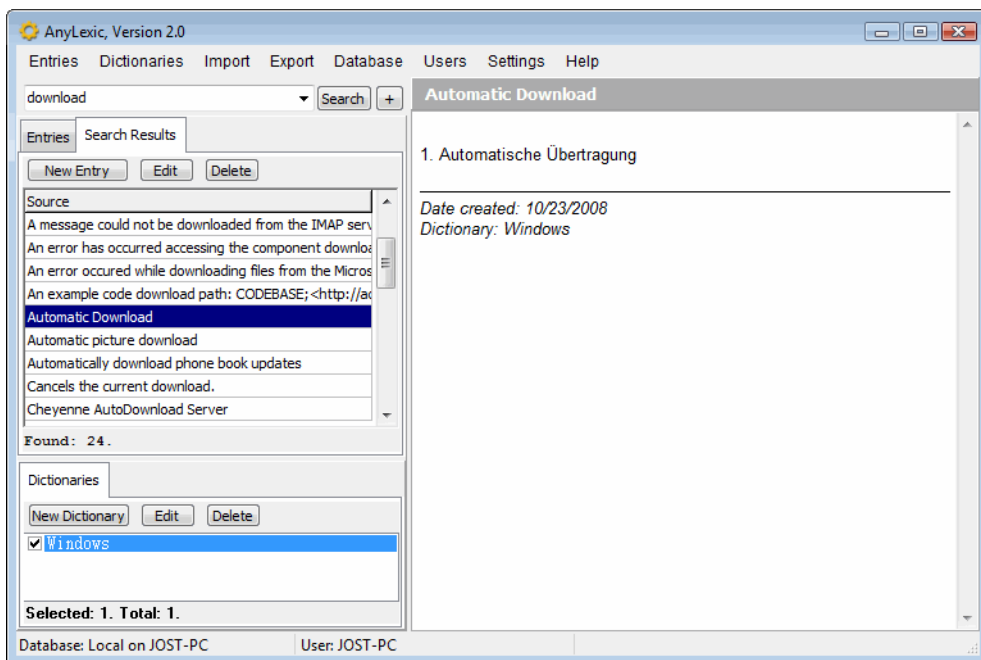 AnyLexic, Version 2.0
Entries Dictionaries Import Export Database Users Settings Help
download Search +
Entries Search Results
New Entry Edit Delete
Source
A message could not be downloaded from the IMAP serv
An error has occurred accessing the component downloa
An error occured while downloading files from the Micros
An example code download path: CODEBASE;<http://ac
Automatic Download
Automatic picture download
Automatically download phone book updates
Cancels the current download.
Cheyenne AutoDownload Server
Found: 24.
Dictionaries
New Dictionary Edit Delete
Windows
Selected: 1. Total: 1.
Automatic Download
1. Automatische Übertragung
Date created: 10/23/2008
Dictionary: Windows
Database: Local on JOST-PC User: JOST-PC